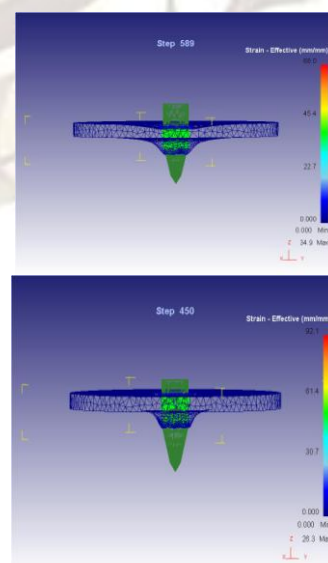 Step 589
Strain - Effective (mm/mm)
68.0
45.4
22.7
0.000
0.000 Min
Z 34.9 Max
Y
Step 450
Strain - Effective (mm/mm)
92.1
61.4
30.7
0.000
0.000 Min
Z 28.3 Max
Y